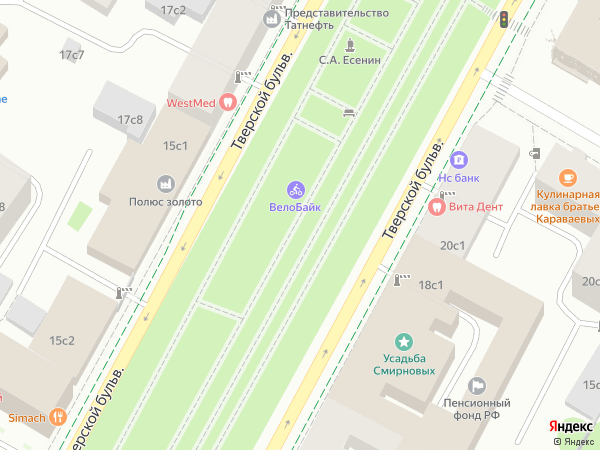 17с2
Представительство
Татнефть
С.А. Есенин
17с7
Тверской бульв.
WestMed
17с8
15с1
Полюс золото
ВелоБайк
Тверской бульв.
Нс банк
Вита Дент
Кулинарная
лавка братье
Караваевых
20с1
18с1
20с
15с2
Усадьба
Смирновых
Пенсионный
фонд РФ
15с
Simach
Тверской бульв.
Яндекс
© Яндекс